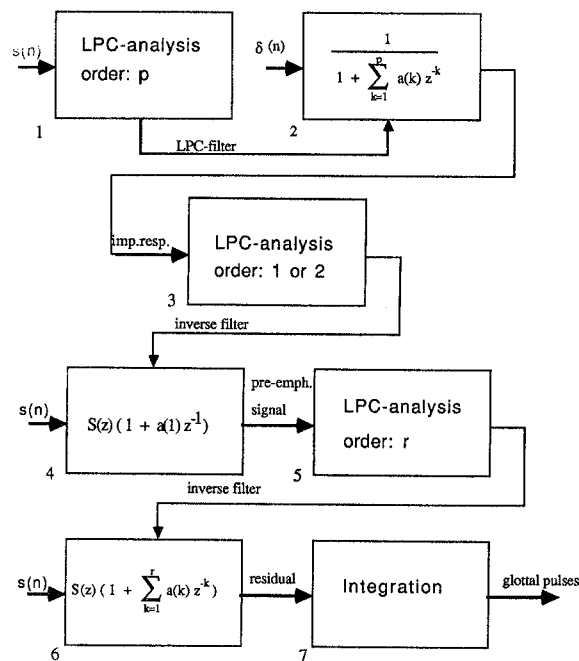 s(n)
LPC-analysis
order: p
1
LPC-filter
δ(n)
1
1 + p∑k=1 a(k) z^-k
2
imp.resp.
LPC-analysis
order: 1 or 2
3
inverse filter
s(n)
S(z) ( 1 + a(1) z^-1)
4
pre-emph.
signal
LPC-analysis
order: r
5
inverse filter
s(n)
S(z) ( 1 + r∑k=1 a(k) z^-k)
6
residual
Integration
7
glottal pulses